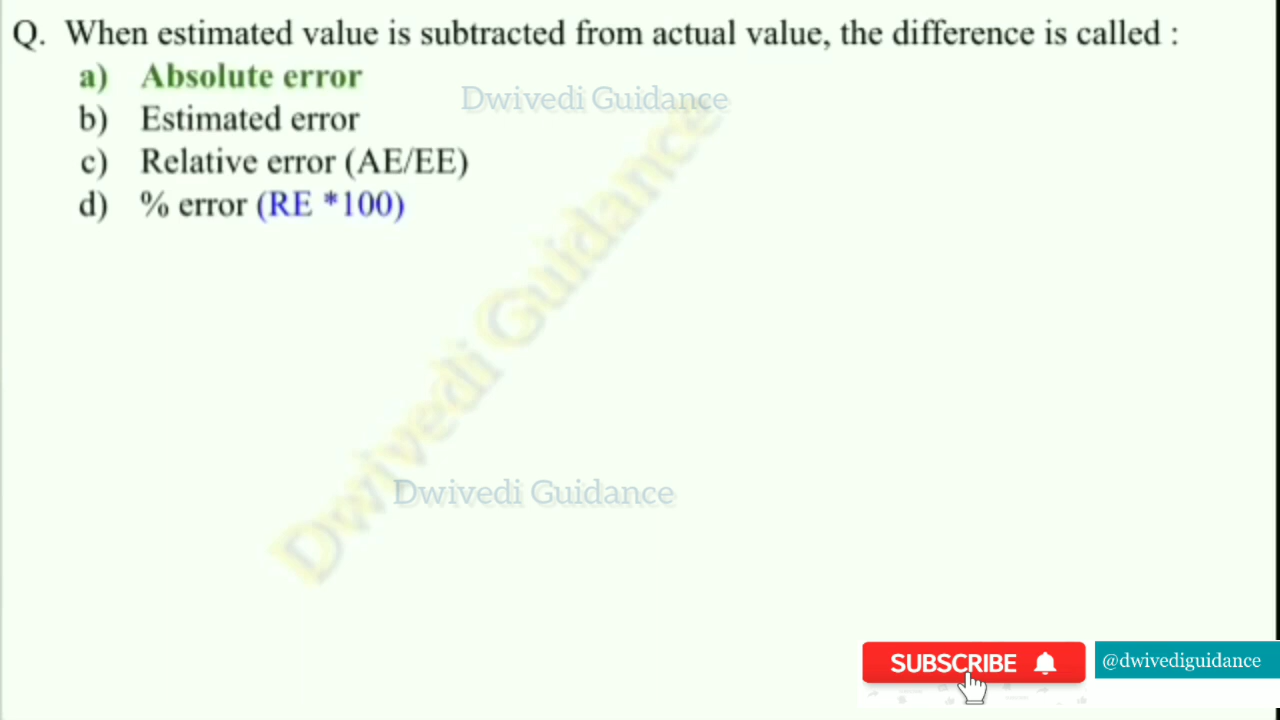 Q. When estimated value is subtracted from actual value, the difference is called :
a) Absolute error
Dwivedi Guidance
b) Estimated error
c) Relative error (AE/EE)
d) % error (RE *100)
Dwivedi Guidance
Dwivedi Guidance
SUBSCRIBE
@dwivediguidance